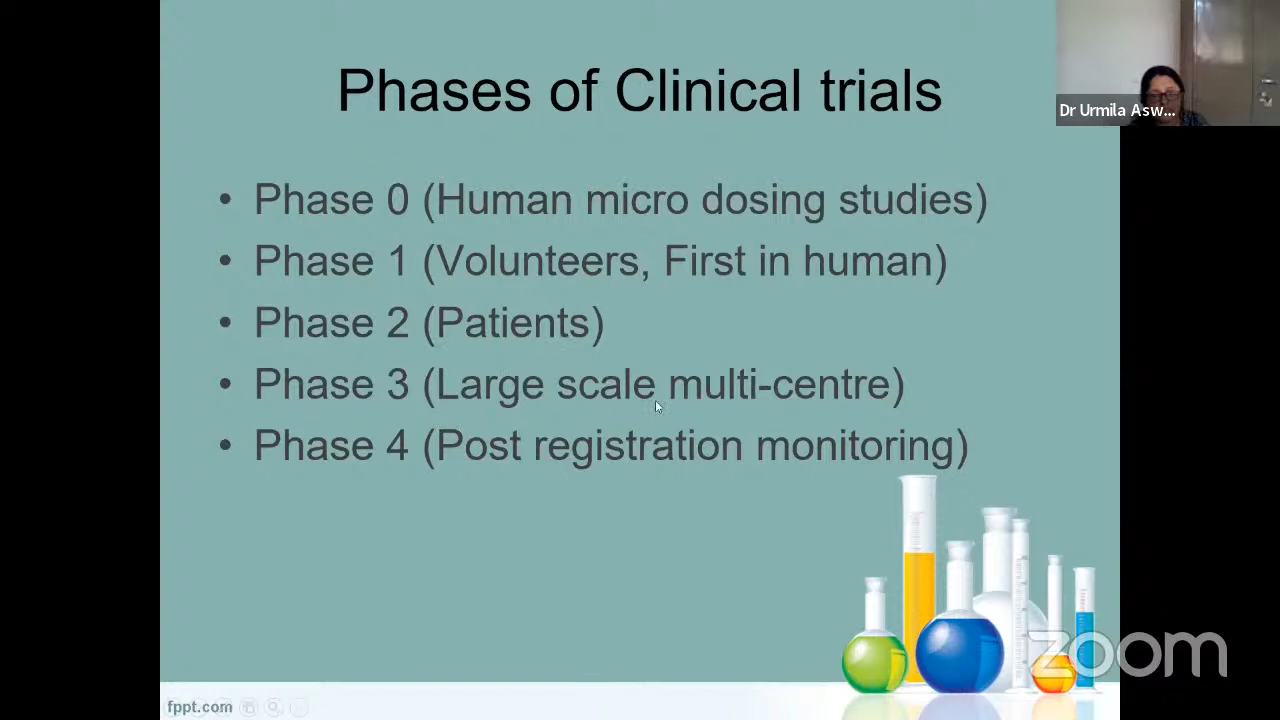 Phases of Clinical trials
Dr Urmila Asw...
• Phase 0 (Human micro dosing studies)
• Phase 1 (Volunteers, First in human)
• Phase 2 (Patients)
• Phase 3 (Large scale multi-centre)
• Phase 4 (Post registration monitoring)
zoom
fppt.com